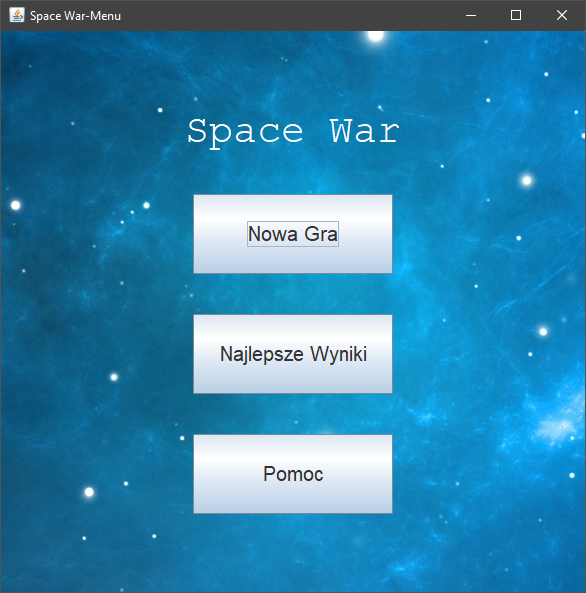 Space War-Menu
Space War
Nowa Gra
Najlepsze Wyniki
Pomoc